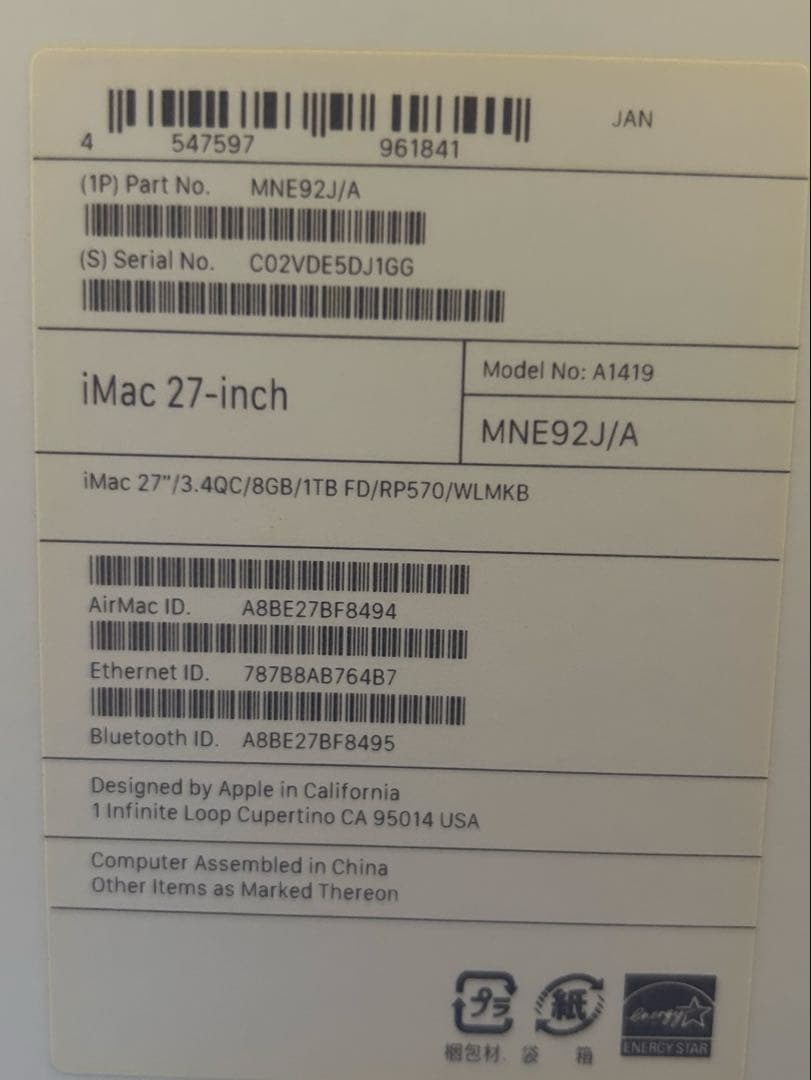 JAN
4 547597 961841
(1P) Part No. MNE92J/A
(S) Serial No. C02VDE5DJ1GG
iMac 27-inch
Model No: A1419
MNE92J/A
iMac 27"/3.4QC/8GB/1TB FD/RP570/WLMKB
AirMac ID. A8BE27BF8494
Ethernet ID. 787B8AB764B7
Bluetooth ID. A8BE27BF8495
Designed by Apple in California
1 Infinite Loop Cupertino CA 95014 USA
Computer Assembled in China
Other Items as Marked Thereon
プラ 紙 energy
梱包材, 袋 箱 ENERGY STAR